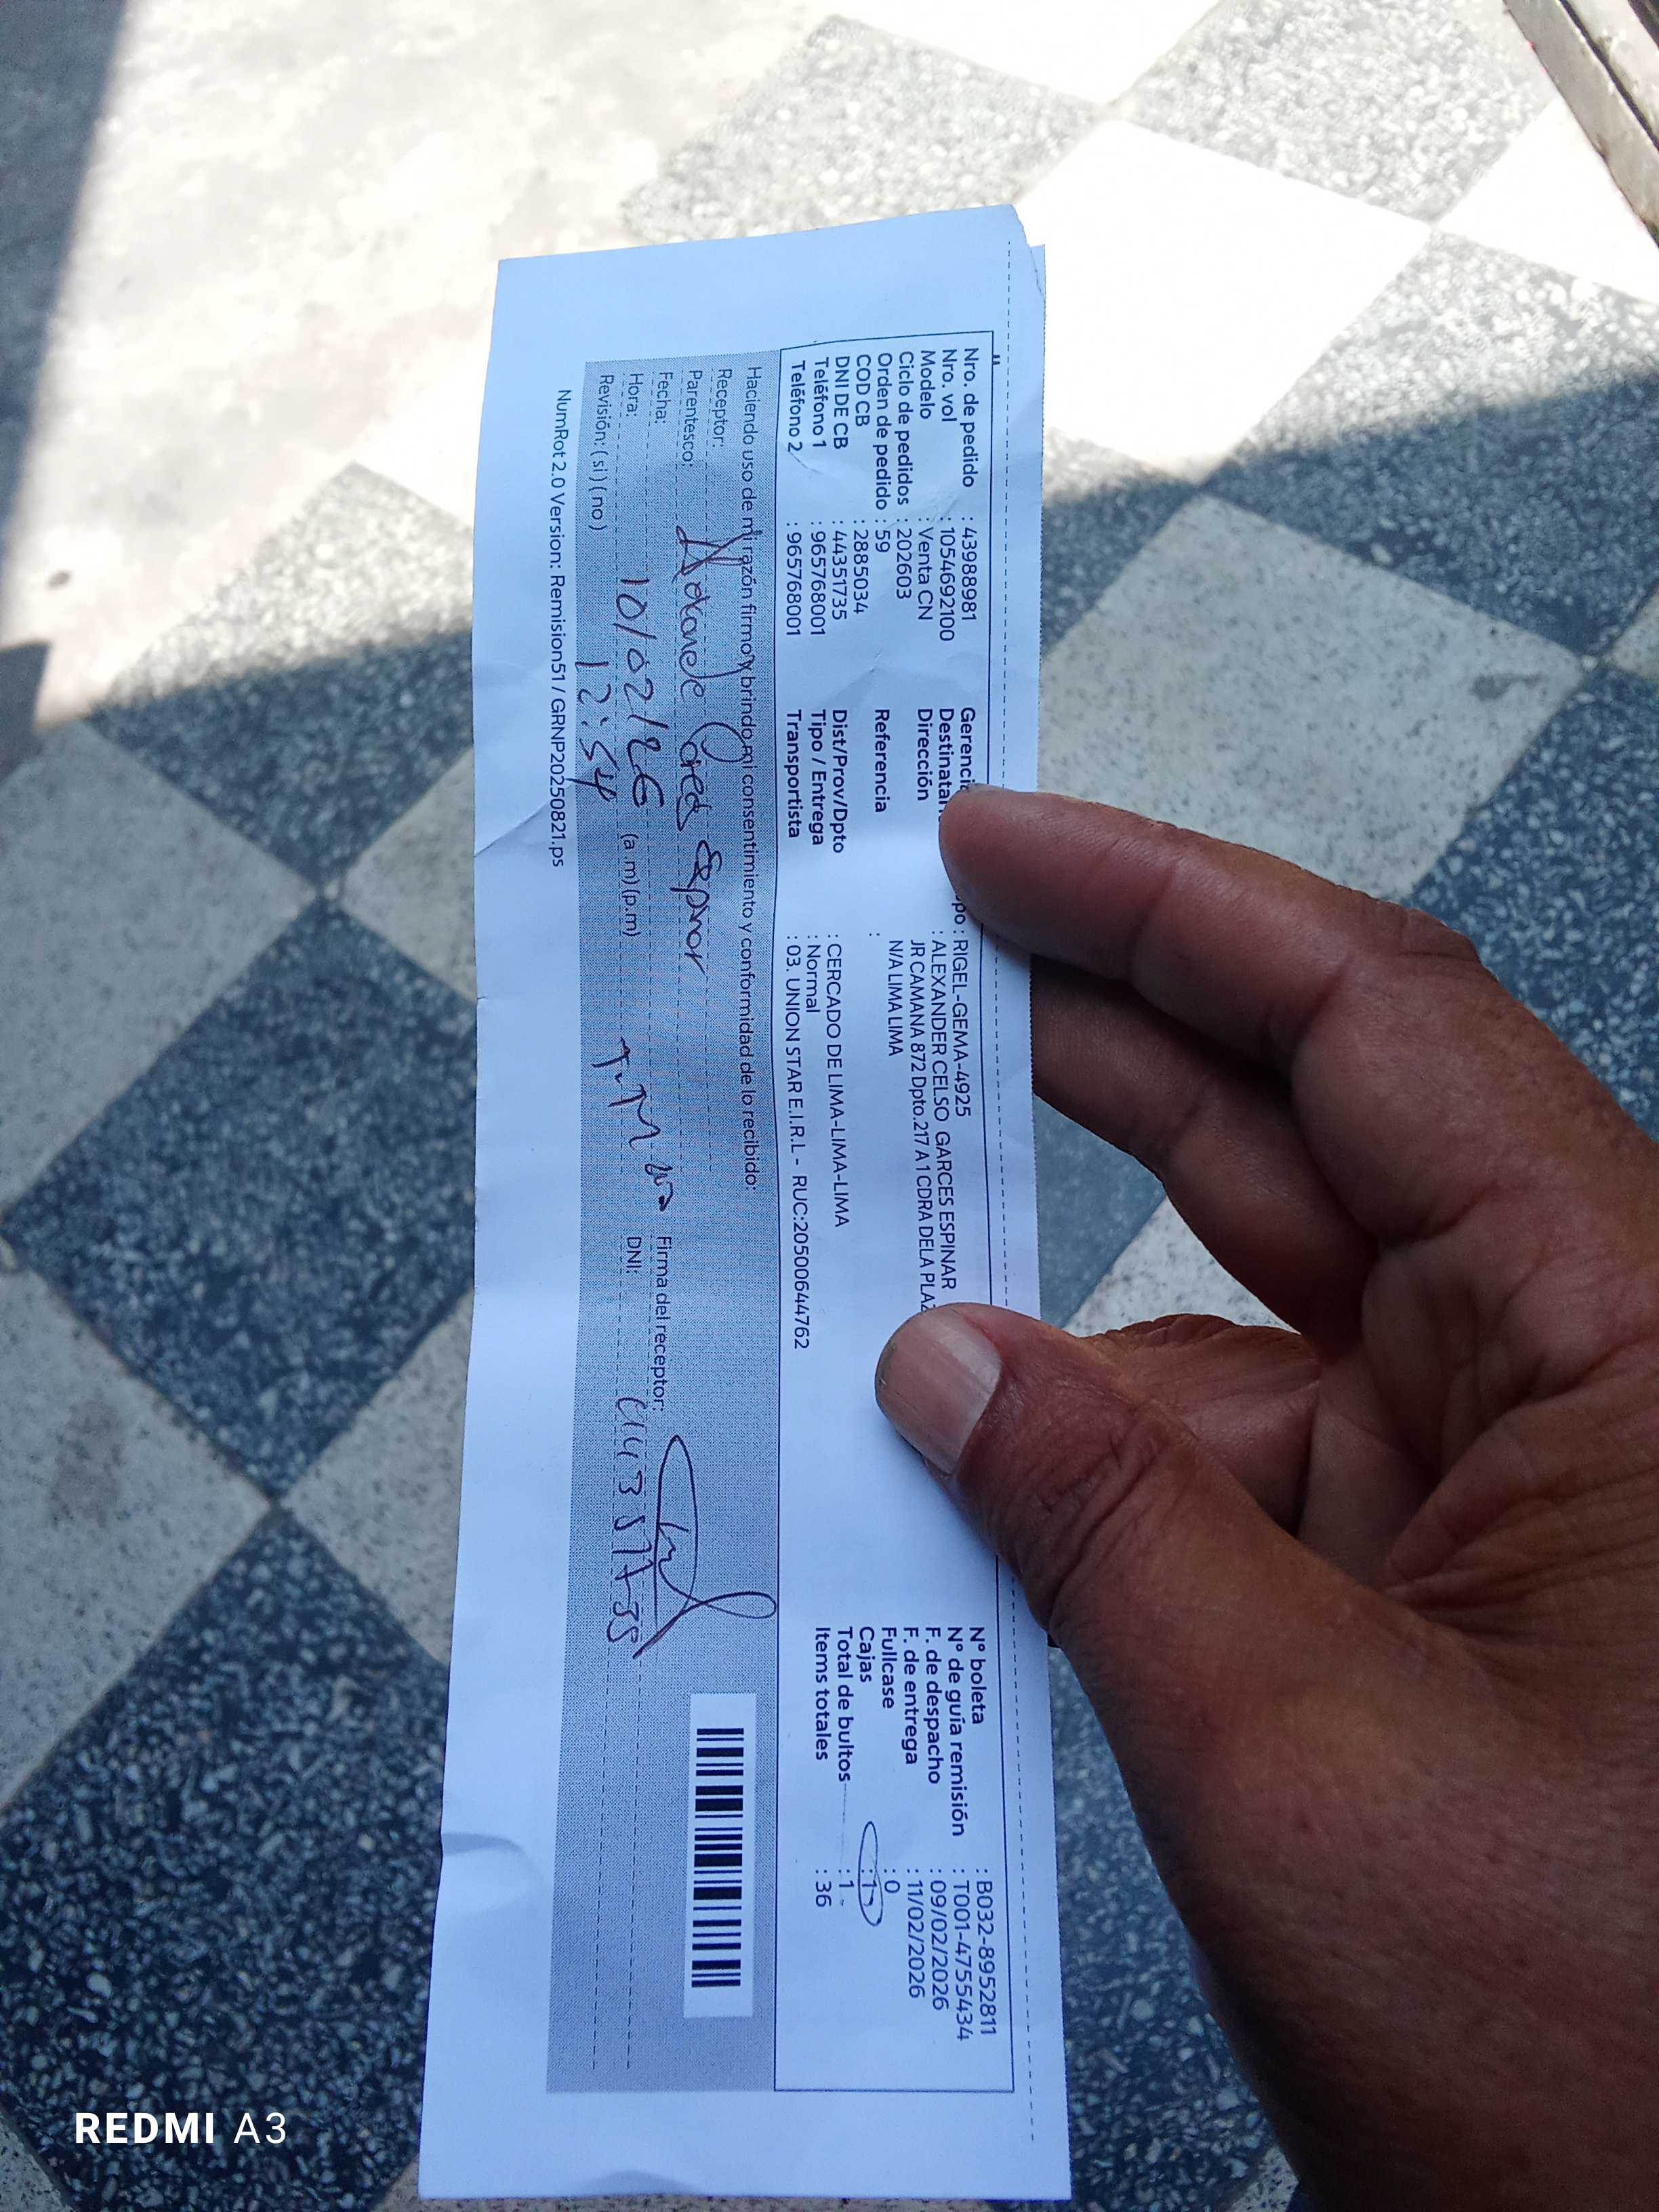 Nro. de pedido : 43988981
Nro. vol : 1054692100
Modelo : Venta CN
Ciclo de pedidos : 202603
Orden de pedido : 59
COD CB : 2885034
DNI DE CB : 44351735
Teléfono 1 : 965768001
Teléfono 2 : 965768001
Gerencia po : RIGEL-GEMA-4925
Destinatar : ALEXANDER CELSO GARCES ESPINAR
Dirección JR CAMANA 872 Dpto.217 A 1 CDRA DELA PLAZ
N/A LIMA LIMA
Referencia :
Dist/Prov/Dpto : CERCADO DE LIMA-LIMA-LIMA
Tipo / Entrega : Normal
Transportista : 03. UNION STAR E.I.R.L - RUC:20500644762
N° boleta : B032-8952811
N° de guía remisión : T001-4755434
F. de despacho : 09/02/2026
F. de entrega : 11/02/2026
Fullcase : 0
Cajas : 1
Total de bultos : 1
Items totales : 36
Haciendo uso de mi razón firmo y brindo mi consentimiento y conformidad de lo recibido:
Receptor:
Parentesco:
Fecha: 10/02/26 Firma del receptor:
Hora: 12:54 (a.m)(p.m) DNI:
Revisión: ( si ) ( no )
NumRot 2.0 Version: Remision51 / GRNP20250821.ps
REDMI A3